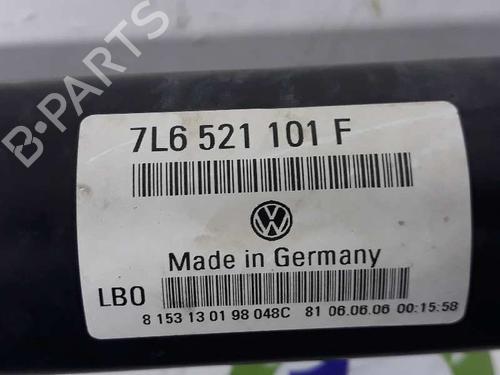 B-PARTS
7L6 521 101 F
Made in Germany
LBO
8 153 13 01 98 048C 81 06.06.06 00:15:58